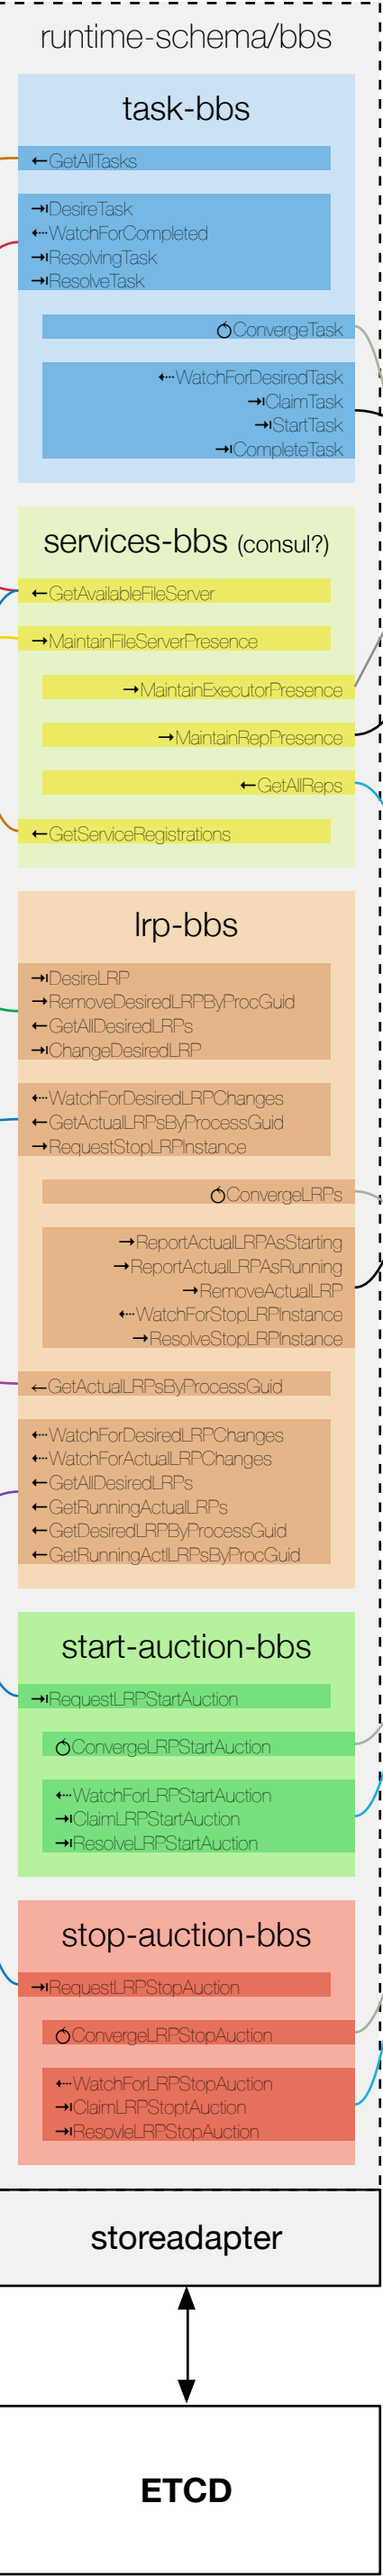 runtime-schema/bbs
task-bbs
←GetAllTasks
DesireTask
WatchForCompleted
ResolvingTask
ResolveTask
ConvergeTask
WatchForDesiredTask
ClaimTask
StartTask
CompleteTask
services-bbs (consul?)
←GetAvailableFileServer
→MaintainFileServerPresence
→MaintainExecutorPresence
→MaintainRepPresence
←GetAllReps
←GetServiceRegistrations
lrp-bbs
DesireLRP
→RemoveDesiredLRPByProcGuid
←GetAllDesiredLRPs
ChangeDesiredLRP
WatchForDesiredLRPChanges
←GetActualLRPsByProcessGuid
→RequestStopLRPInstance
ConvergeLRPs
→ReportActualLRPAsStarting
→ReportActualLRPAsRunning
→RemoveActualLRP
WatchForStopLRPInstance
→ResolveStopLRPInstance
←GetActualLRPsByProcessGuid
WatchForDesiredLRPChanges
WatchForActualLRPChanges
←GetAllDesiredLRPs
←GetRunningActualLRPs
←GetDesiredLRPByProcessGuid
←GetRunningActlLRPsByProcGuid
start-auction-bbs
RequestLRPStartAuction
ConvergeLRPStartAuction
WatchForLRPStartAuction
ClaimLRPStartAuction
ResolveLRPStartAuction
stop-auction-bbs
RequestLRPStopAuction
ConvergeLRPStopAuction
WatchForLRPStopAuction
ClaimLRPStoptAuction
ResovleLRPStopAuction
storeadapter
ETCD